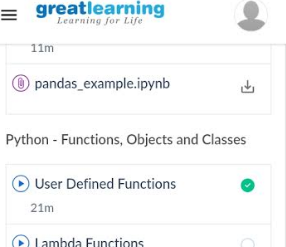 greatlearning
Learning for Life
11m
pandas_example.ipynb
Python - Functions, Objects and Classes
User Defined Functions
21m
Lambda Functions